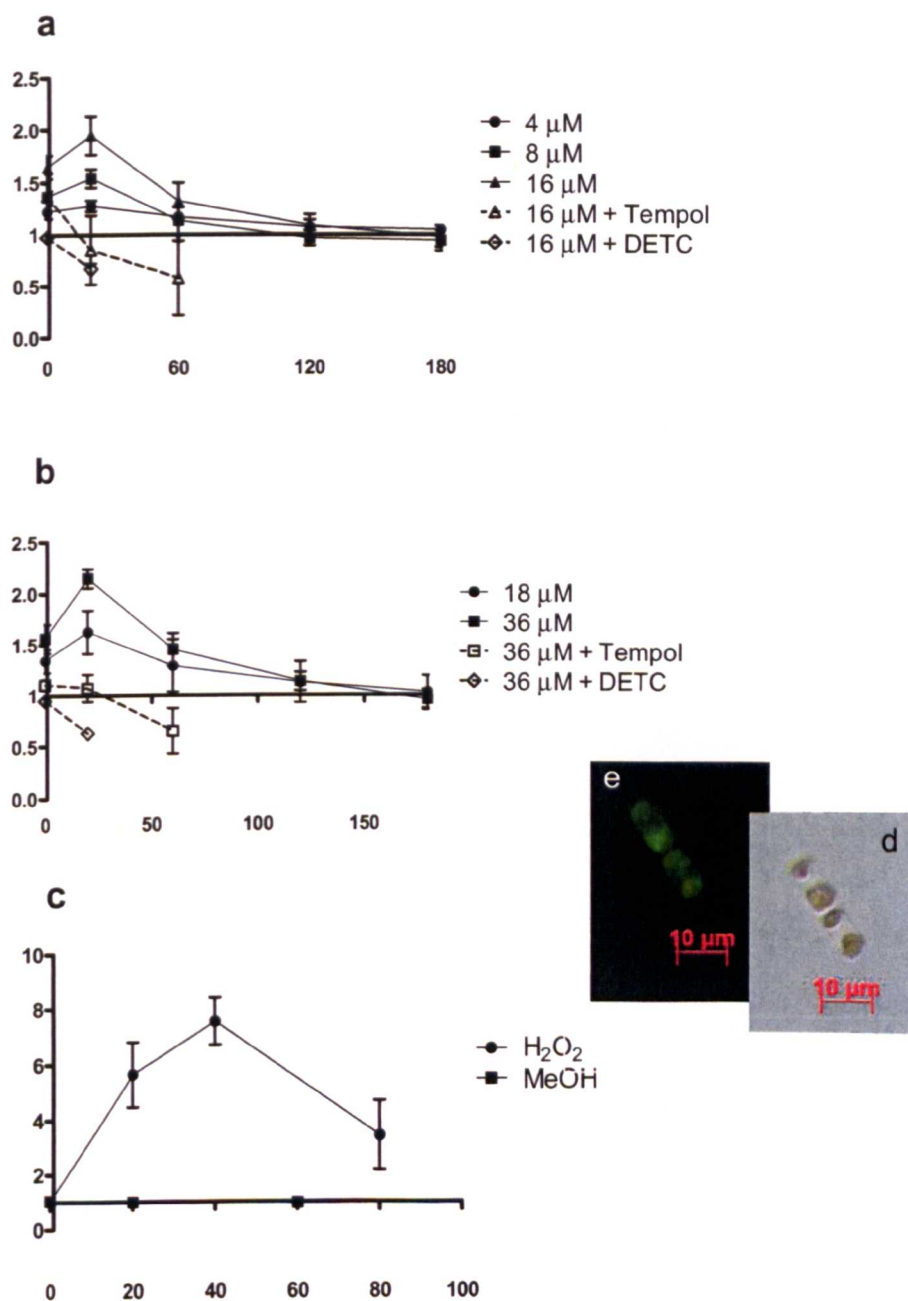 a
2.5
2.0
1.5
1
0.5
0.0
0 60 120 180
4 µM
8 µM
16 µM
16 µM + Tempol
16 µM + DETC
b
2.5
2.0
1.5
1
0.5
0.0
0 50 100 150
18 µM
36 µM
36 µM + Tempol
36 µM + DETC
e
10 µm
d
10 µm
c
10
8
6
4
2
0
0 20 40 60 80 100
H₂O₂
MeOH